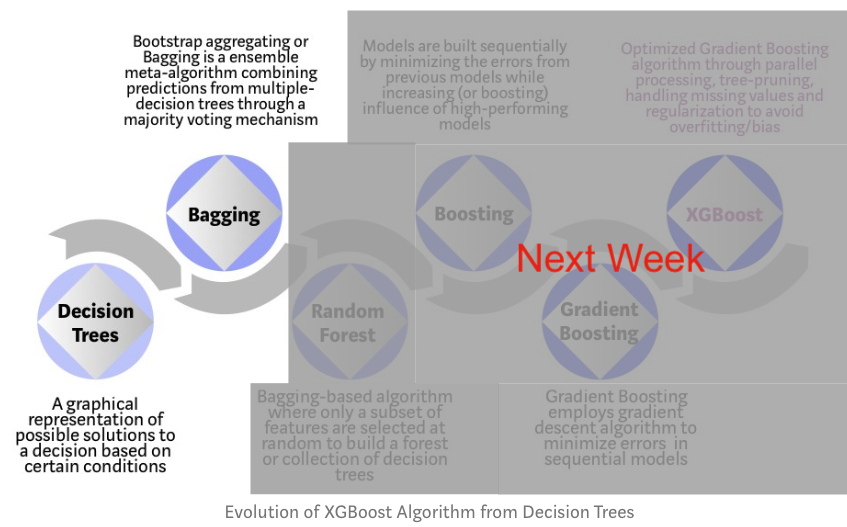 Bootstrap aggregating or
Bagging is a ensemble
meta-algorithm combining
predictions from multiple-
decision trees through a
majority voting mechanism
Models are built sequentially
by minimizing the errors from
previous models while
increasing (or boosting)
influence of high-performing
models
Optimized Gradient Boosting
algorithm through parallel
processing, tree-pruning,
handling missing values and
regularization to avoid
overfitting/bias
Bagging
Boosting
XGBoost
Next Week
Decision
Trees
Random
Forest
Gradient
Boosting
A graphical
representation of
possible solutions to
a decision based on
certain conditions
Bagging-based algorithm
where only a subset of
features are selected at
random to build a forest
or collection of decision
trees
Gradient Boosting
employs gradient
descent algorithm to
minimize errors in
sequential models
Evolution of XGBoost Algorithm from Decision Trees